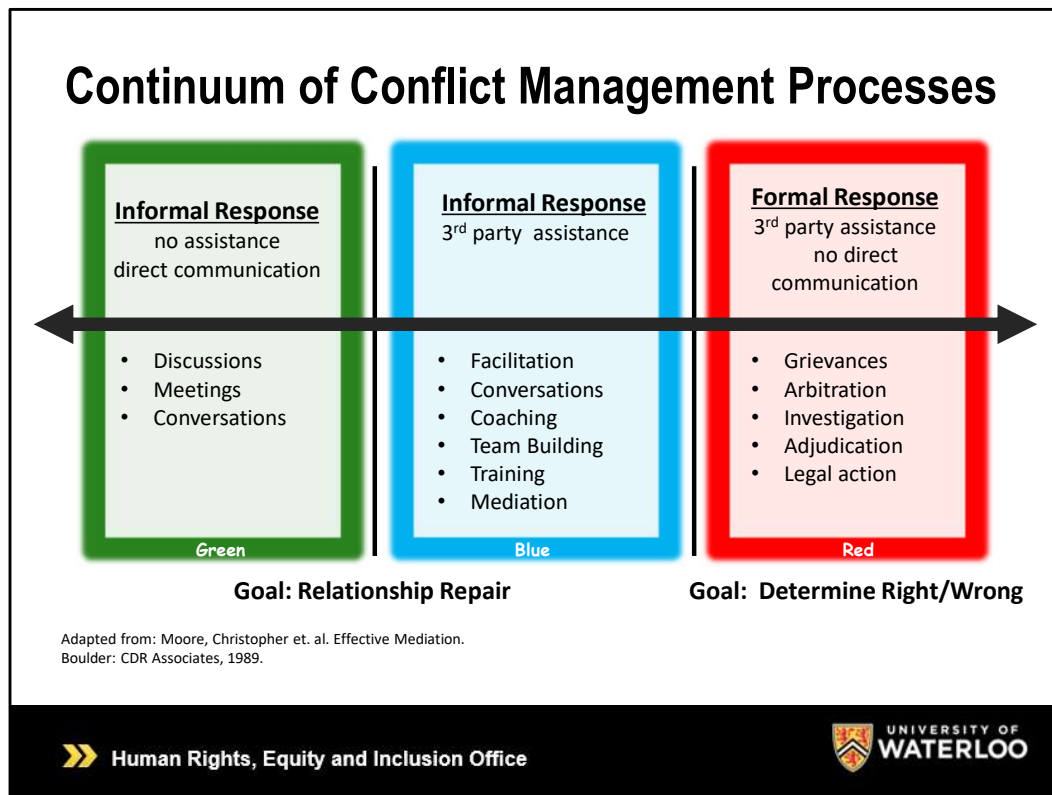 Continuum of Conflict Management Processes
Informal Response
no assistance
direct communication
• Discussions
• Meetings
• Conversations
Green
Informal Response
3rd party assistance
• Facilitation
• Conversations
• Coaching
• Team Building
• Training
• Mediation
Blue
Formal Response
3rd party assistance
no direct
communication
• Grievances
• Arbitration
• Investigation
• Adjudication
• Legal action
Red
Goal: Relationship Repair
Goal: Determine Right/Wrong
Adapted from: Moore, Christopher et. al. Effective Mediation.
Boulder: CDR Associates, 1989.
Human Rights, Equity and Inclusion Office
UNIVERSITY OF
WATERLOO